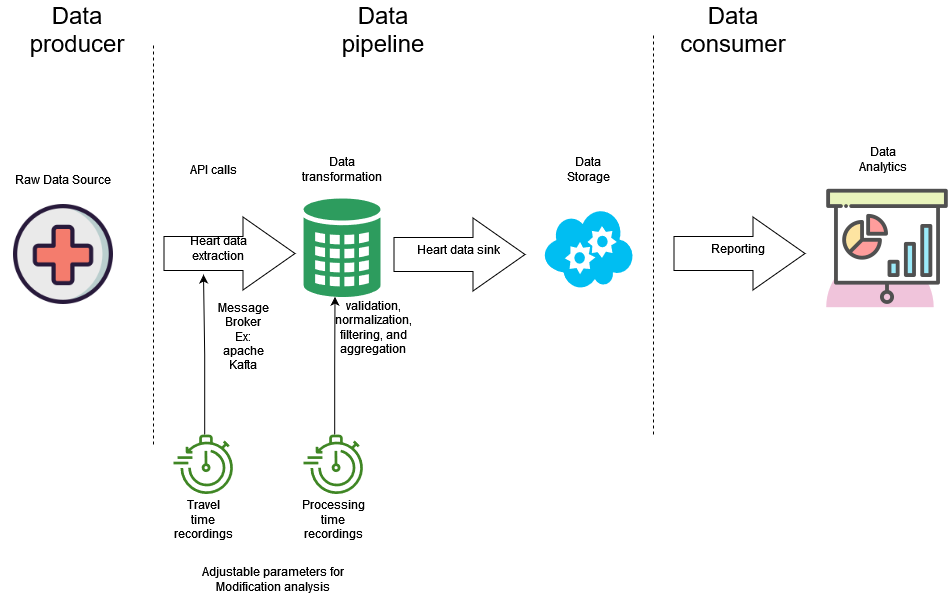 Data
producer
Data
pipeline
Data
consumer
Raw Data Source
API calls
Data
transformation
Data
Storage
Data
Analytics
Heart data
extraction
Heart data sink
Reporting
Message
Broker
Ex:
apache
Kafta
validation,
normalization,
filtering, and
aggregation
Travel
time
recordings
Processing
time
recordings
Adjustable parameters for
Modification analysis